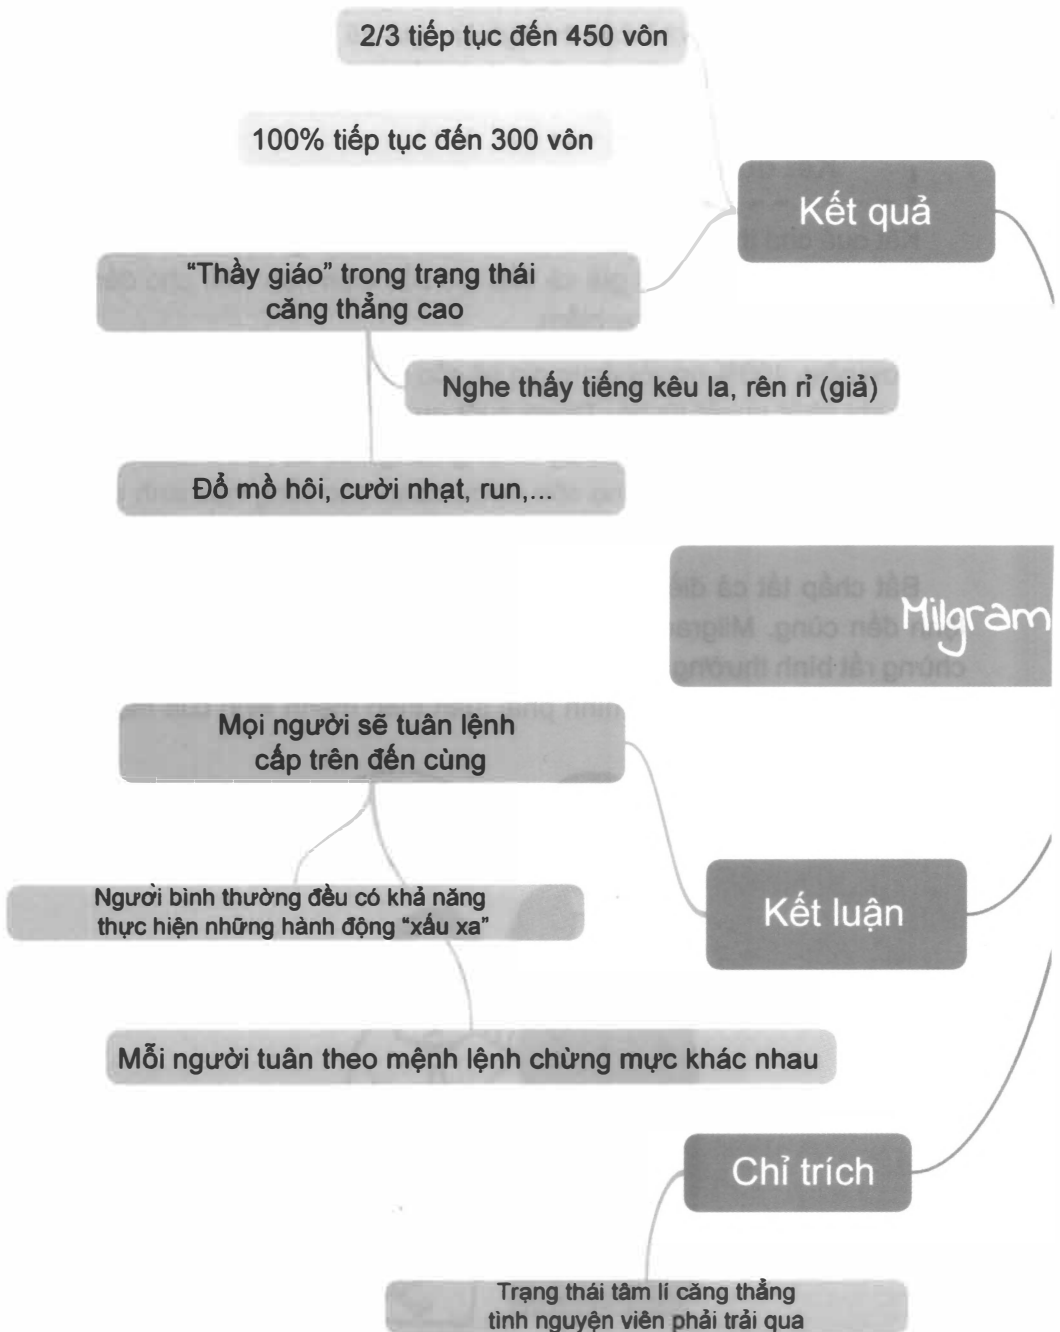 2/3 tiếp tục đến 450 vôn
100% tiếp tục đến 300 vôn
Kết quả
“Thầy giáo” trong trạng thái
căng thẳng cao
Nghe thấy tiếng kêu la, rên rỉ (giả)
Đổ mồ hôi, cười nhạt, run,...
Milgram
Mọi người sẽ tuân lệnh
cấp trên đến cùng
Người bình thường đều có khả năng
thực hiện những hành động “xấu xa”
Kết luận
Mỗi người tuân theo mệnh lệnh chừng mực khác nhau
Chỉ trích
Trạng thái tâm lí căng thẳng
tình nguyện viên phải trải qua